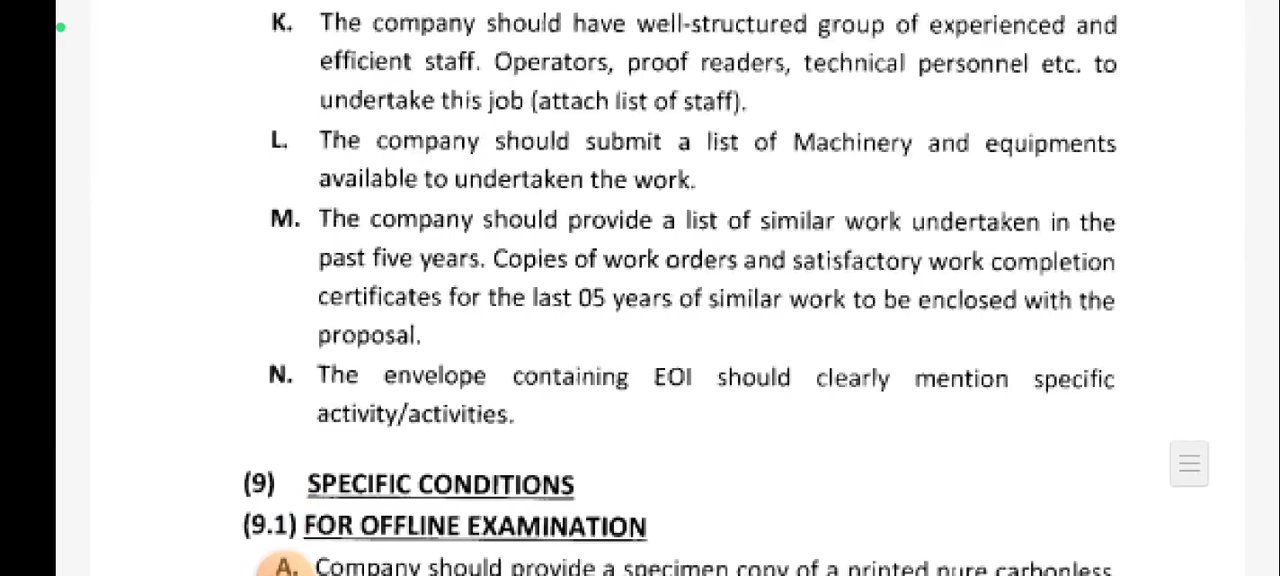 K. The company should have well-structured group of experienced and
efficient staff. Operators, proof readers, technical personnel etc. to
undertake this job (attach list of staff).
L. The company should submit a list of Machinery and equipments
available to undertaken the work.
M. The company should provide a list of similar work undertaken in the
past five years. Copies of work orders and satisfactory work completion
certificates for the last 05 years of similar work to be enclosed with the
proposal.
N. The envelope containing EOI should clearly mention specific
activity/activities.
(9) SPECIFIC CONDITIONS
(9.1) FOR OFFLINE EXAMINATION
A. Company should provide a specimen copy of a printed pure carbonless